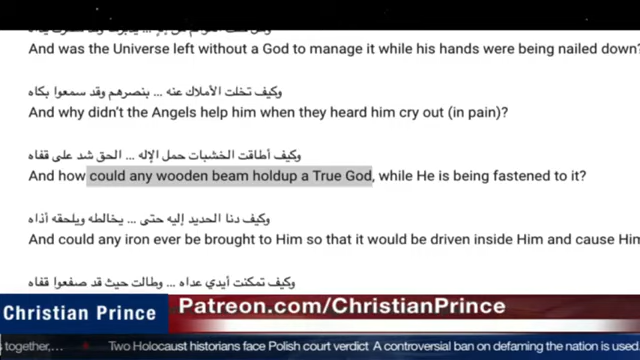 And was the Universe left without a God to manage it while his hands were being nailed down?
وكيف تخلت الأملاك عنه ... بنصرهم وقد سمعوا بكاه
And why didn't the Angels help him when they heard him cry out (in pain)?
وكيف أطاقت الخشبات حمل الإله ... الحق شد على قفاه
And how could any wooden beam holdup a True God, while He is being fastened to it?
وكيف دنا الحديد إليه حتى ... يخالطه ويلحقه أذاه
And could any iron ever be brought to Him so that it would be driven inside Him and cause Him
وكيف تمكنت أيدي عداه ... وطالت حيث قد صفعوا قفاه
Christian Prince
Patreon.com/ChristianPrince
together,... Two Holocaust historians face Polish court verdict A controversial ban on defaming the nation is used